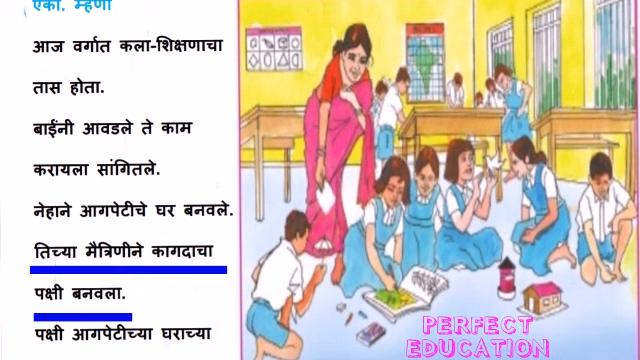 एका. म्हणा
आज वर्गात कला-शिक्षणाचा
तास होता.
बाईंनी आवडले ते काम
करायला सांगितले.
नेहाने आगपेटीचे घर बनवले.
तिच्या मैत्रिणीने कागदाचा
पक्षी बनवला.
पक्षी आगपेटीच्या घराच्या
PERFECT
EDUCATION